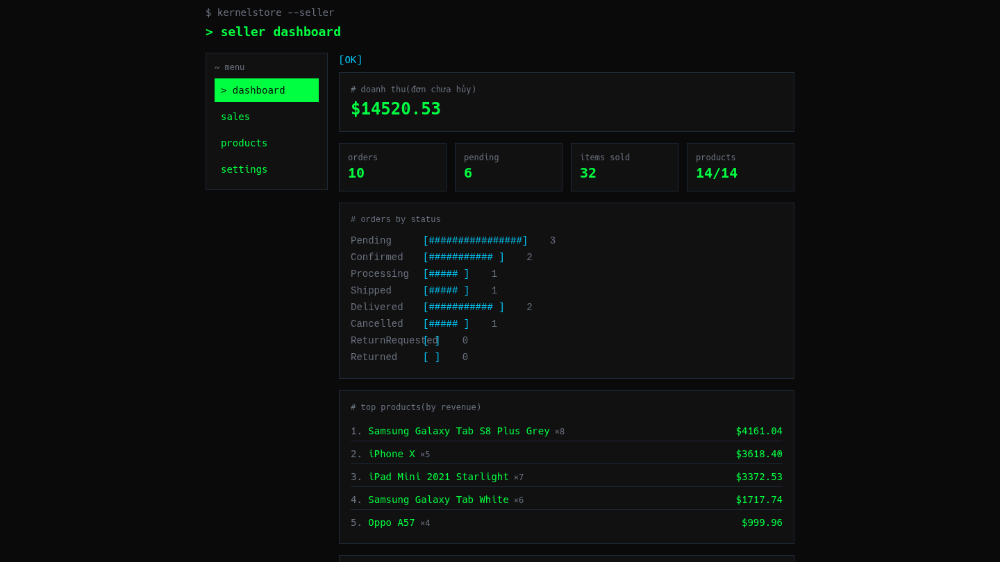 $ kernelstore --seller
> seller dashboard
~ menu
> dashboard
sales
products
settings
[OK]
# doanh thu(đơn chưa hủy)
$14520.53
orders
10
pending
6
items sold
32
products
14/14
# orders by status
Pending [################] 3
Confirmed [########### ] 2
Processing [##### ] 1
Shipped [##### ] 1
Delivered [########### ] 2
Cancelled [##### ] 1
ReturnRequested [ ] 0
Returned [ ] 0
# top products(by revenue)
1. Samsung Galaxy Tab S8 Plus Grey ×8 $4161.04
2. iPhone X ×5 $3618.40
3. iPad Mini 2021 Starlight ×7 $3372.53
4. Samsung Galaxy Tab White ×6 $1717.74
5. Oppo A57 ×4 $999.96